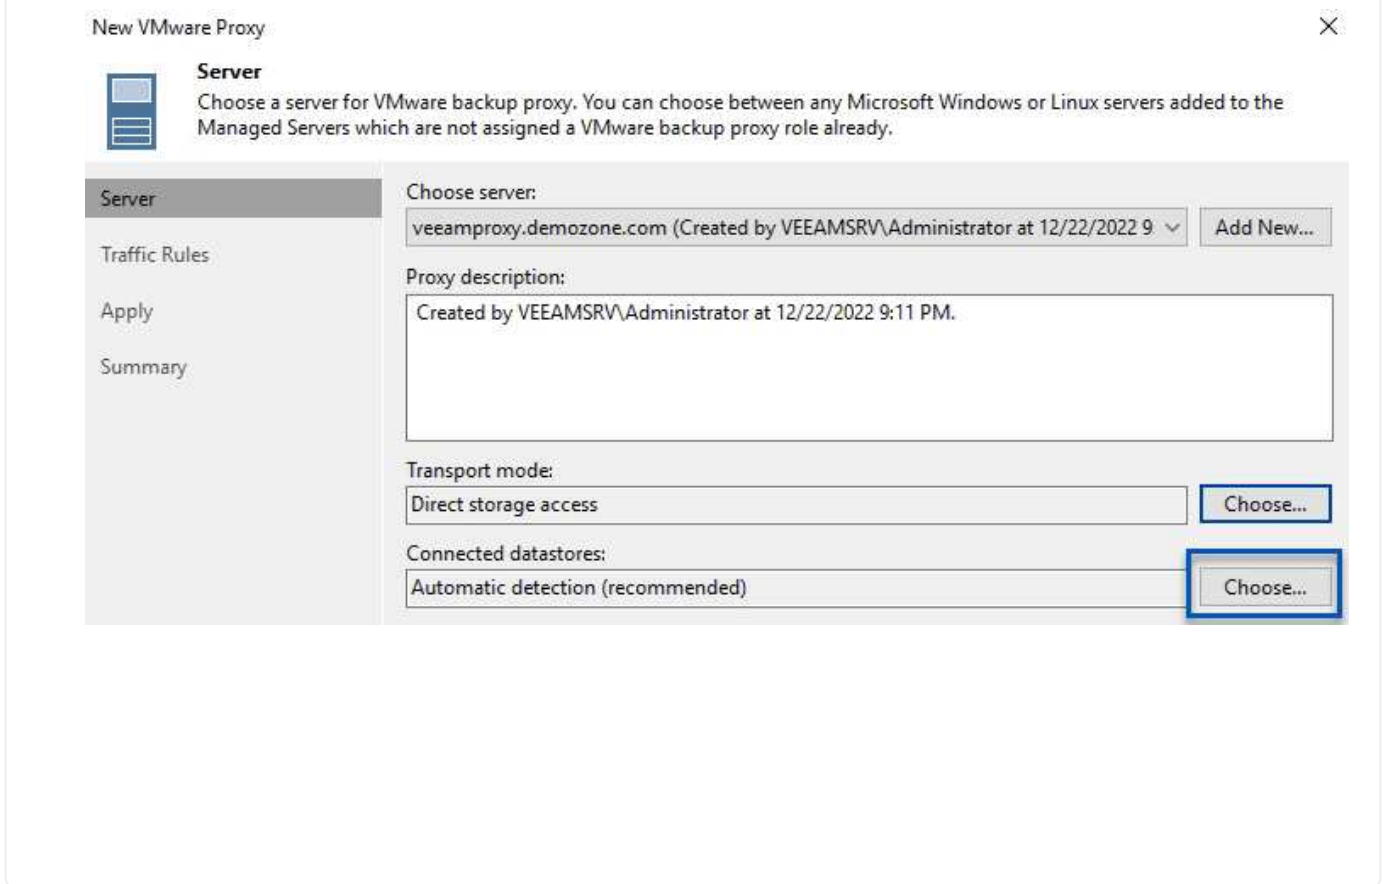 New VMware Proxy
Server
Choose a server for VMware backup proxy. You can choose between any Microsoft Windows or Linux servers added to the
Managed Servers which are not assigned a VMware backup proxy role already.
Server
Traffic Rules
Apply
Summary
Choose server:
veeamproxy.demozone.com (Created by VEEAMSRV\Administrator at 12/22/2022 9
Add New...
Proxy description:
Created by VEEAMSRV\Administrator at 12/22/2022 9:11 PM.
Transport mode:
Direct storage access
Choose...
Connected datastores:
Automatic detection (recommended)
Choose...